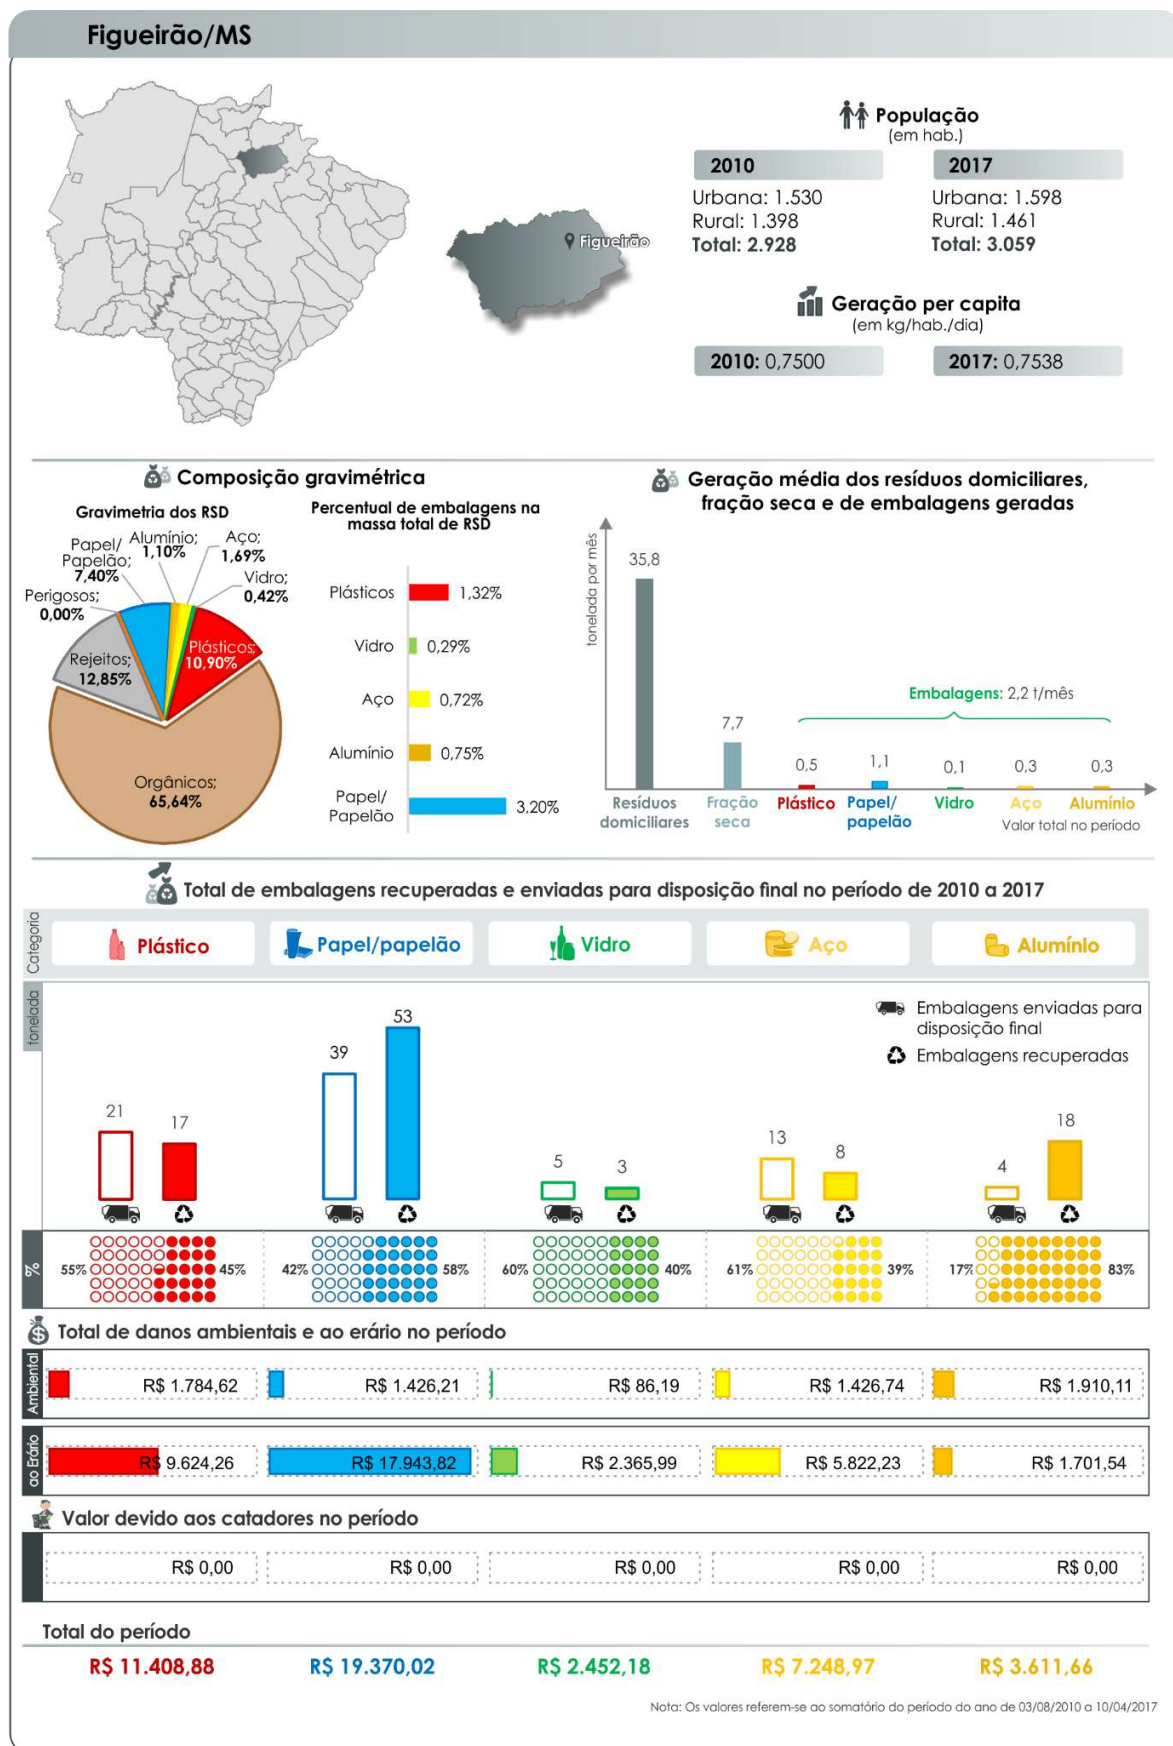 Figueirão/MS
População
(em hab.)
2010
2017
Urbana: 1.530
Rural: 1.398
Total: 2.928
Urbana: 1.598
Rural: 1.461
Total: 3.059
Figueirão
Geração per capita
(em kg/hab./dia)
2010: 0,7500
2017: 0,7538
Composição gravimétrica
Gravimetria dos RSD
Papel/
Papelão;
7,40%
Alumínio;
1,10%
Aço;
1,69%
Vidro;
0,42%
Perigosos;
0,00%
Rejeitos;
12,85%
Plásticos;
10,90%
Orgânicos;
65,64%
Percentual de embalagens na
massa total de RSD
Plásticos
1,32%
Vidro
0,29%
Aço
0,72%
Alumínio
0,75%
Papel/
Papelão
3,20%
Geração média dos resíduos domiciliares,
fração seca e de embalagens geradas
tonelada por mês
35,8
7,7
Embalagens: 2,2 t/mês
0,5
1,1
0,1
0,3
0,3
Resíduos
domiciliares
Fração
seca
Plástico
Papel/
papelão
Vidro
Aço
Alumínio
Valor total no período
Total de embalagens recuperadas e enviadas para disposição final no período de 2010 a 2017
Categoria
Plástico
Papel/papelão
Vidro
Aço
Alumínio
tonelada
Embalagens enviadas para
disposição final
Embalagens recuperadas
21
17
39
53
5
3
13
8
4
18
%
55%
45%
42%
58%
60%
40%
61%
39%
17%
83%
Total de danos ambientais e ao erário no período
Ambiental
R$ 1.784,62
R$ 1.426,21
R$ 86,19
R$ 1.426,74
R$ 1.910,11
ao Erário
R$ 9.624,26
R$ 17.943,82
R$ 2.365,99
R$ 5.822,23
R$ 1.701,54
Valor devido aos catadores no período
R$ 0,00
R$ 0,00
R$ 0,00
R$ 0,00
R$ 0,00
Total do período
R$ 11.408,88
R$ 19.370,02
R$ 2.452,18
R$ 7.248,97
R$ 3.611,66
Nota: Os valores referem-se ao somatório do período do ano de 03/08/2010 a 10/04/2017